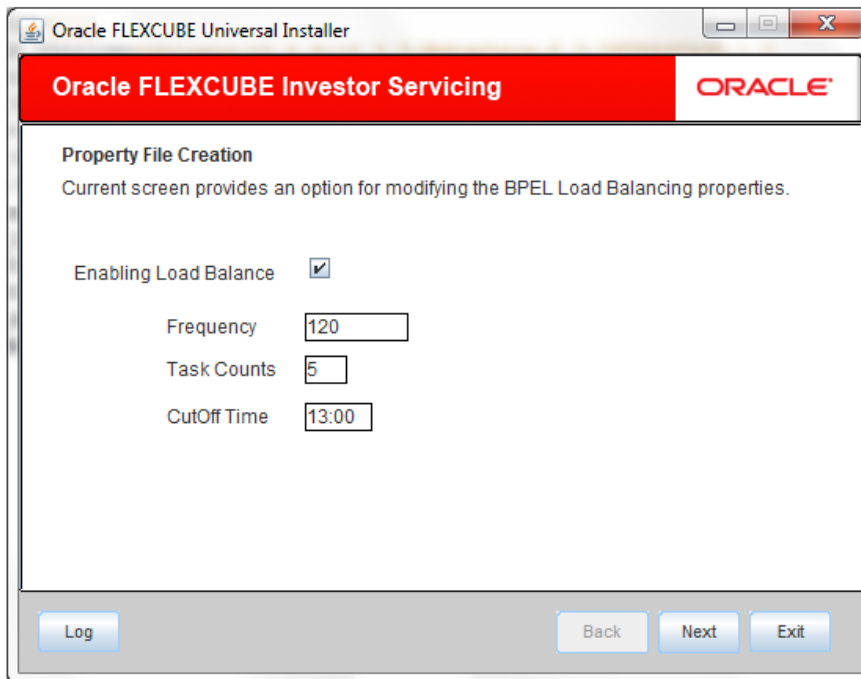 Oracle FLEXCUBE Universal Installer
Oracle FLEXCUBE Investor Servicing
ORACLE
Property File Creation
Current screen provides an option for modifying the BPEL Load Balancing properties.
Enabling Load Balance
Frequency 120
Task Counts 5
CutOff Time 13:00
Log Back Next Exit